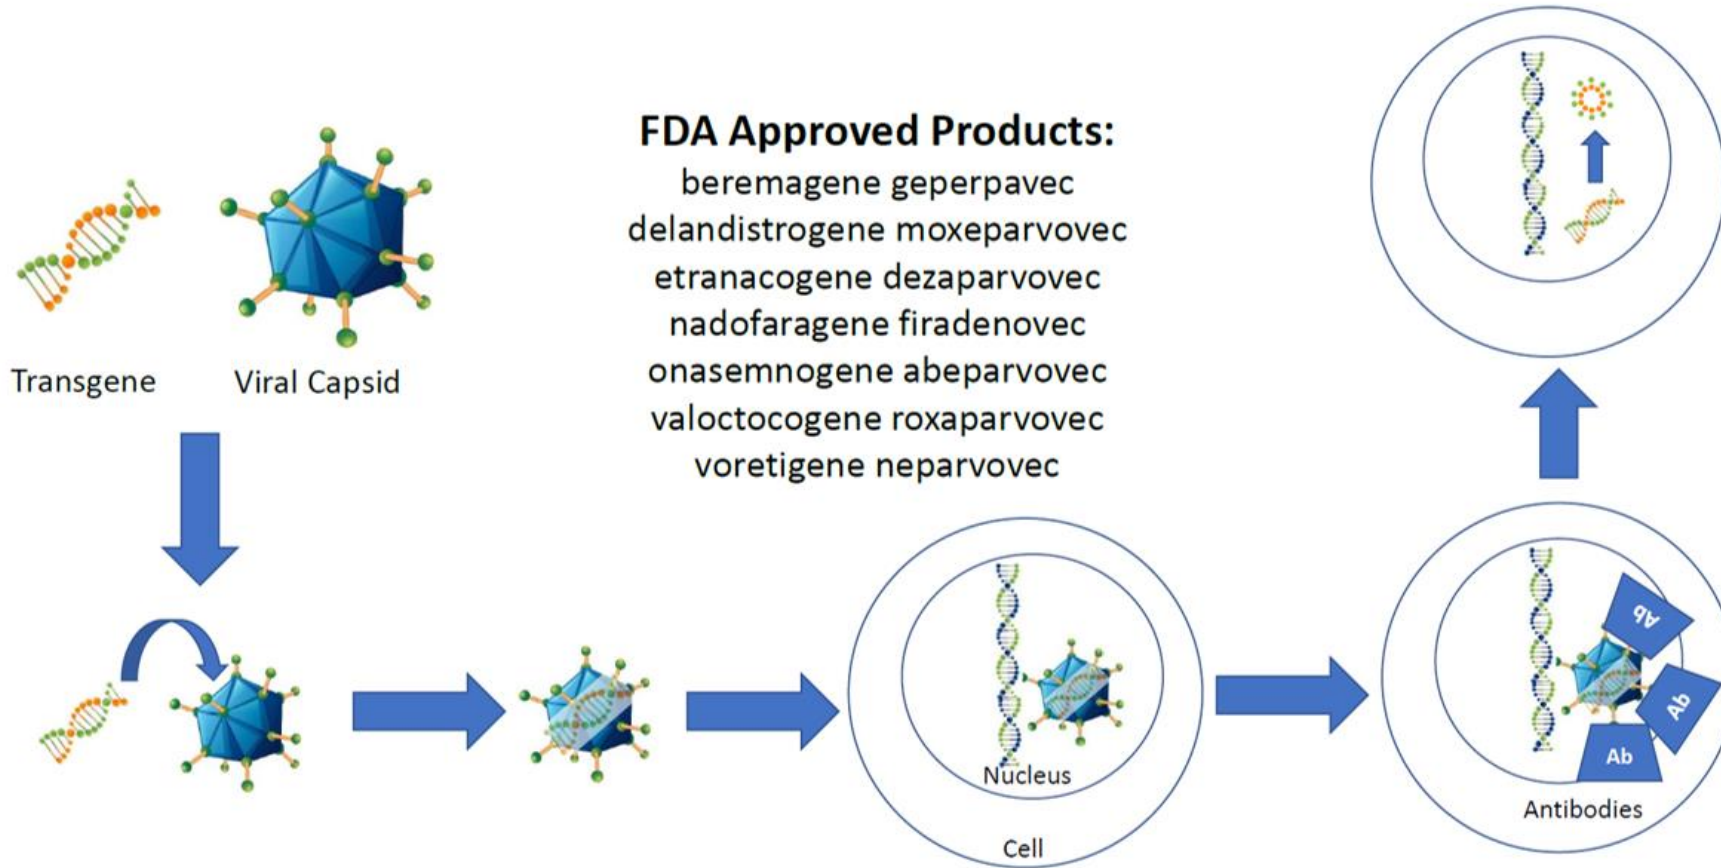 FDA Approved Products:
beremagene geperpavec
delandistrogene moxeparvovec
etranacogene dezaparvovec
nadofaragene firadenovec
onasemnogene abeparvovec
valoctocogene roxaparvovec
voretigene neparvovec
Transgene
Viral Capsid
Nucleus
Cell
Ab
Ab
Ab
Antibodies